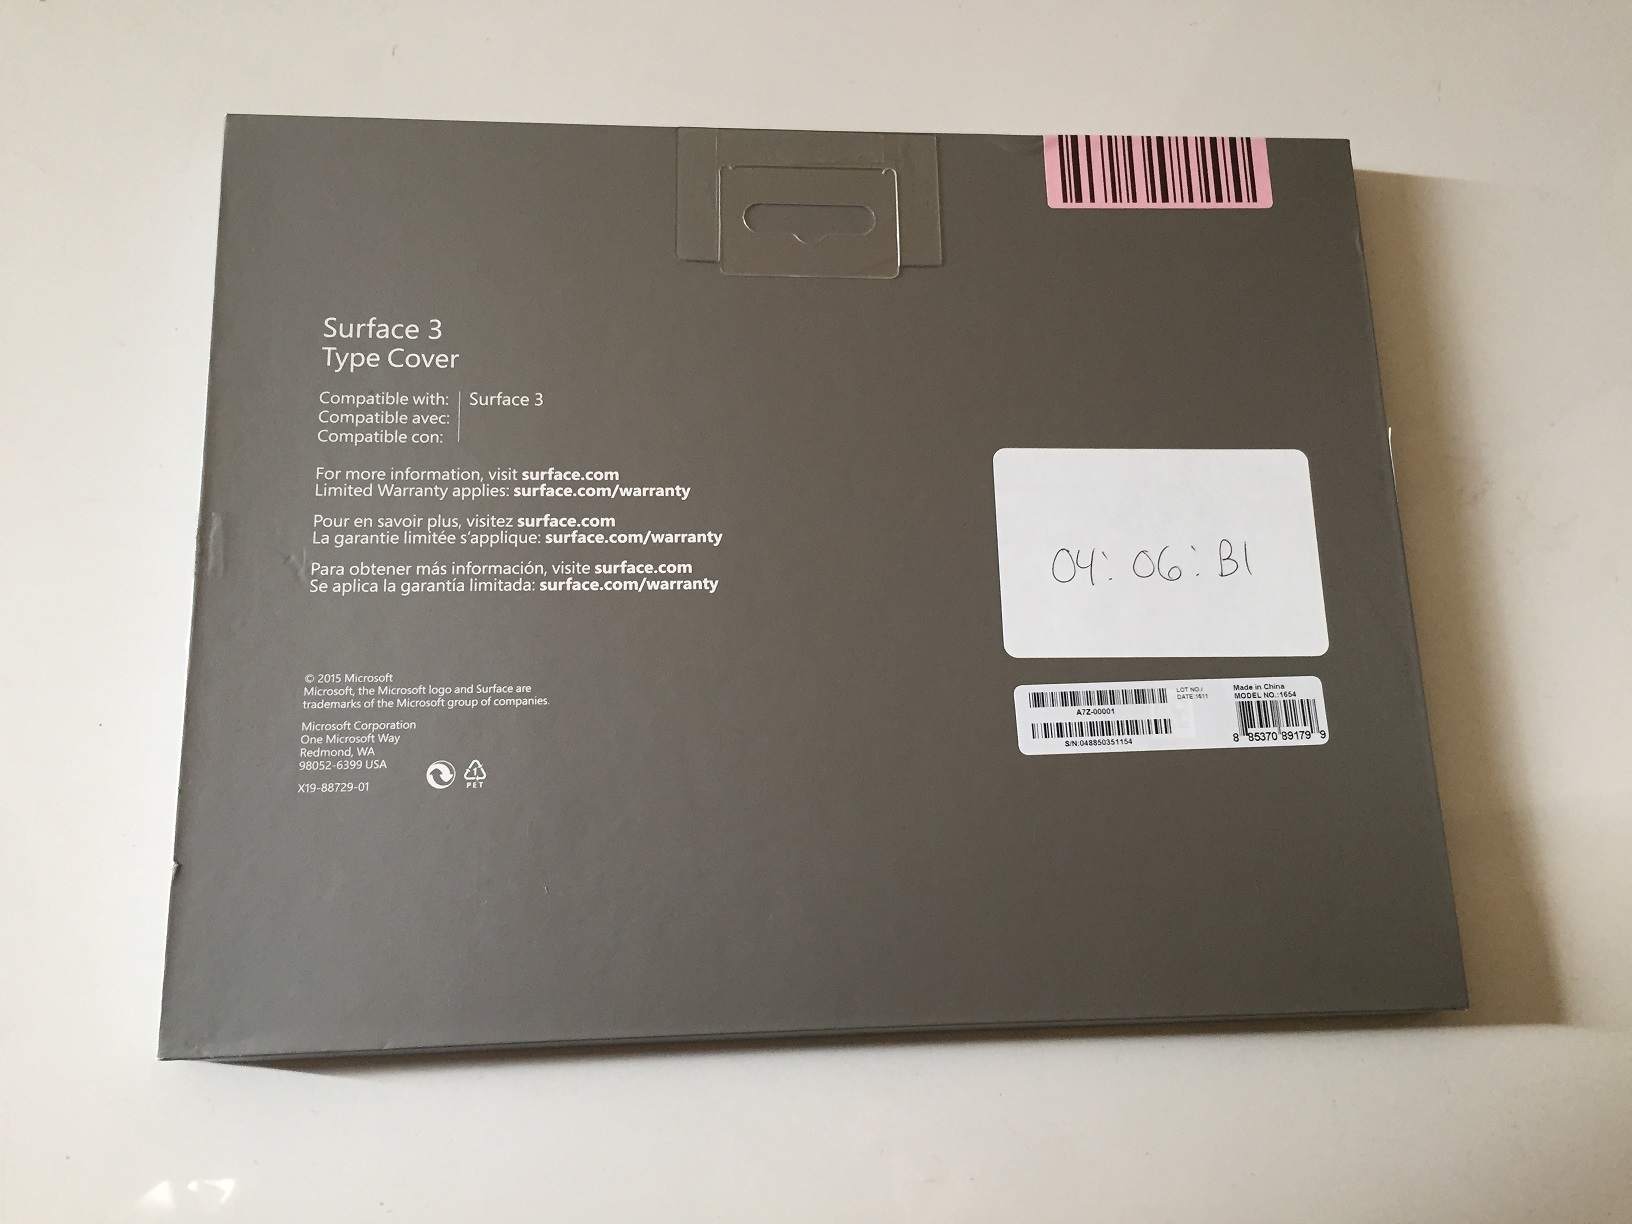 Surface 3
Type Cover
Compatible with: Surface 3
Compatible avec:
Compatible con:
For more information, visit surface.com
Limited Warranty applies: surface.com/warranty
Pour en savoir plus, visitez surface.com
La garantie limitée s'applique: surface.com/warranty
Para obtener más información, visite surface.com
Se aplica la garantía limitada: surface.com/warranty
04: 06: B1
© 2015 Microsoft
Microsoft, the Microsoft logo and Surface are
trademarks of the Microsoft group of companies.
Microsoft Corporation
One Microsoft Way
Redmond, WA
98052-6399 USA
X19-88729-01
1
PET
A7Z-00001
S/N:048850351154
LOT NO.:
DATE:1611
Made in China
MODEL NO.:1654
8 85370 89179 9